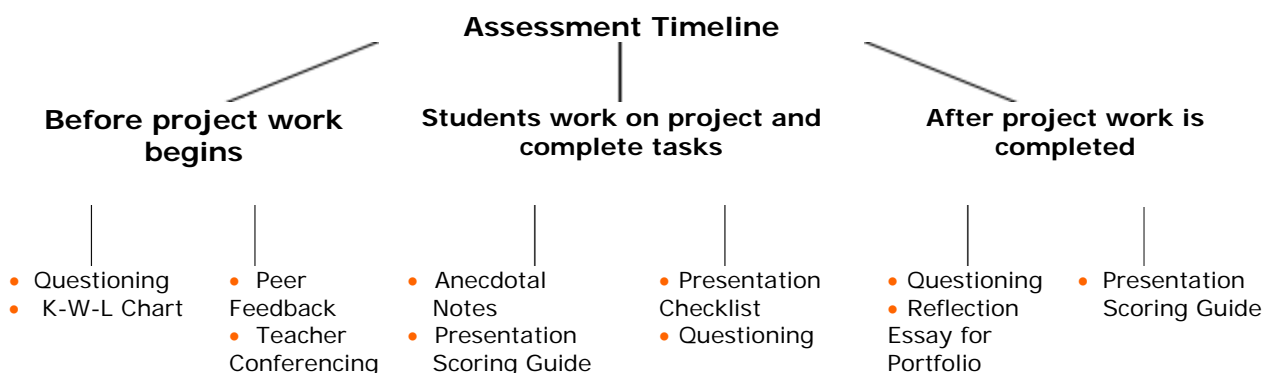 Assessment Timeline
Before project work
begins
Students work on project and
complete tasks
After project work is
completed
• Questioning
• K-W-L Chart
• Peer
Feedback
• Teacher
Conferencing
• Anecdotal
Notes
• Presentation
Scoring Guide
• Presentation
Checklist
• Questioning
• Questioning
• Reflection
Essay for
Portfolio
• Presentation
Scoring Guide